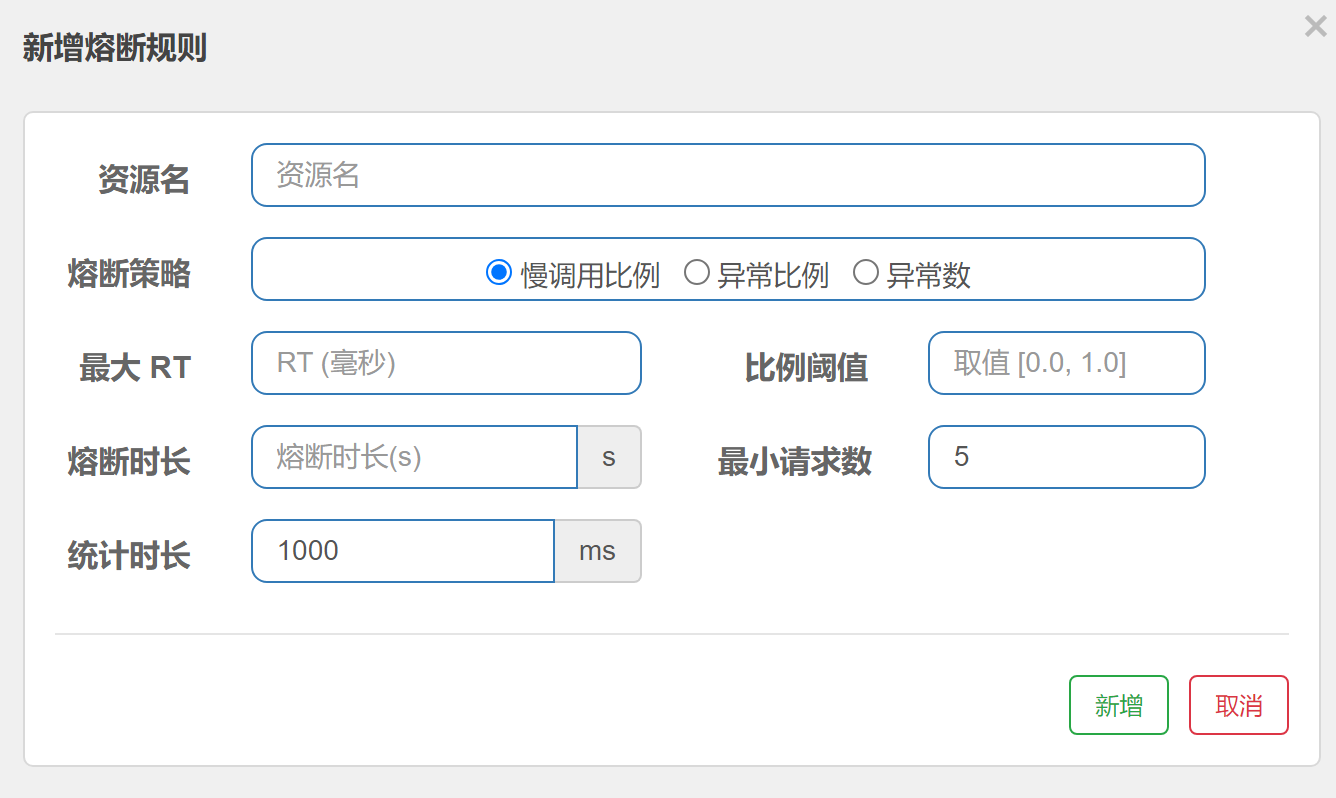 新增熔断规则
×
资源名 资源名
熔断策略 慢调用比例 异常比例 异常数
最大 RT RT (毫秒) 比例阈值 取值 [0.0, 1.0]
熔断时长 熔断时长(s) s 最小请求数 5
统计时长 1000 ms
新增 取消